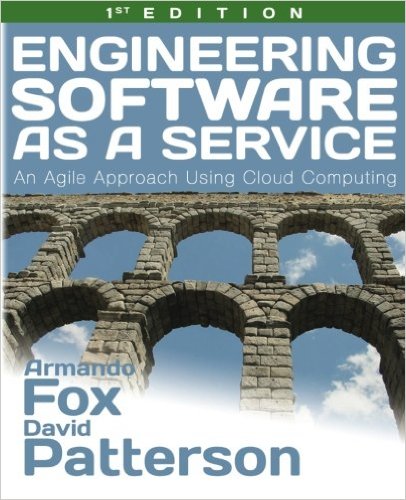 1ST EDITION
ENGINEERING
SOFTWARE
AS A SERVICE
An Agile Approach Using Cloud Computing
Armando
Fox
David
Patterson